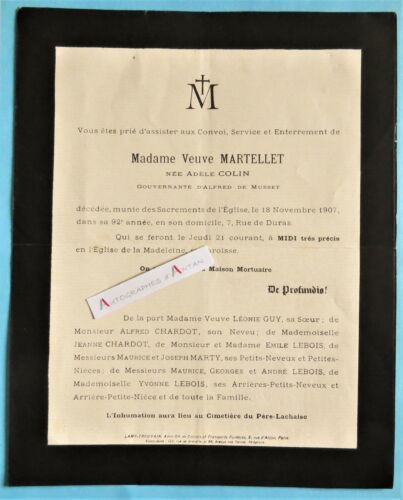 M
Vous êtes prié d'assister aux Convoi, Service et Enterrement de
Madame Veuve MARTELLET
NÉE ADÈLE COLIN
GOUVERNANTE D'ALFRED DE MUSSET
décédée, munie des Sacrements de l'Église, le 18 Novembre 1907,
dans sa 92e année, en son domicile, 7, Rue de Duras.
Qui se feront le Jeudi 21 courant, à MIDI très précis
en l'Église de la Madeleine, paroisse.
On Maison Mortuaire
AUTOGRAPHES d'ANTAN
De Profundis!
De la part de Madame Veuve LÉONIE GUY, sa Sœur; de
Monsieur ALFRED CHARDOT, son Neveu; de Mademoiselle
JEANNE CHARDOT, de Monsieur et Madame EMILE LEBOIS, de
Messieurs MAURICE et JOSEPH MARTY, ses Petits-Neveux et Petites-
Nièces; de Messieurs MAURICE, GEORGES et ANDRÉ LEBOIS, de
Mademoiselle YVONNE LEBOIS, ses Arrières-Petits-Neveux et
Arrière-Petite-Nièce et de toute la Famille.
L'Inhumation aura lieu au Cimetière du Père-Lachaise